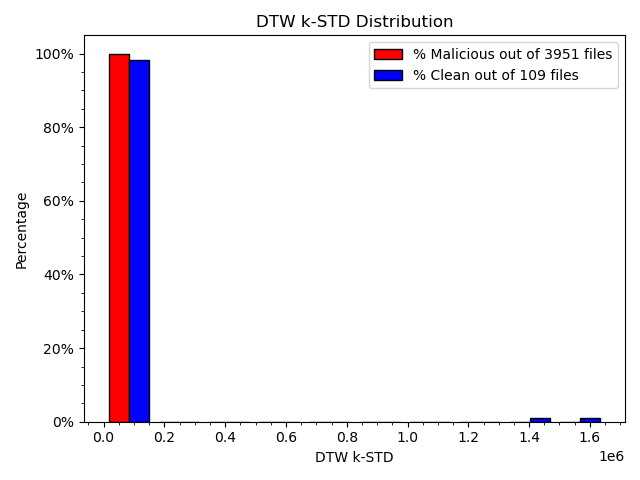 DTW k-STD Distribution
% Malicious out of 3951 files
% Clean out of 109 files
100%
80%
60%
40%
20%
0%
Percentage
0.0 0.2 0.4 0.6 0.8 1.0 1.2 1.4 1.6
1e6
DTW k-STD